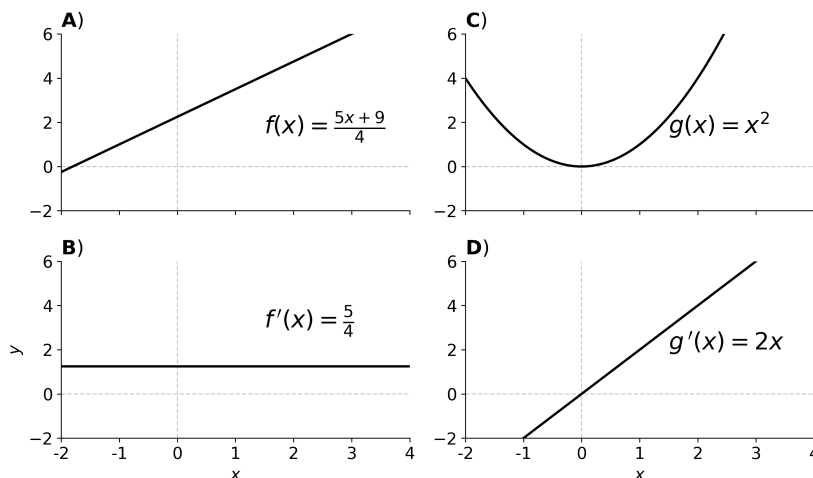 A)
6
4
2
0
−2
f(x) = (5x + 9)/4
C)
6
4
2
0
−2
g(x) = x²
B)
6
4
2
0
−2
y
f′(x) = 5/4
-2 -1 0 1 2 3 4
x
D)
6
4
2
0
−2
g′(x) = 2x
-2 -1 0 1 2 3 4
x